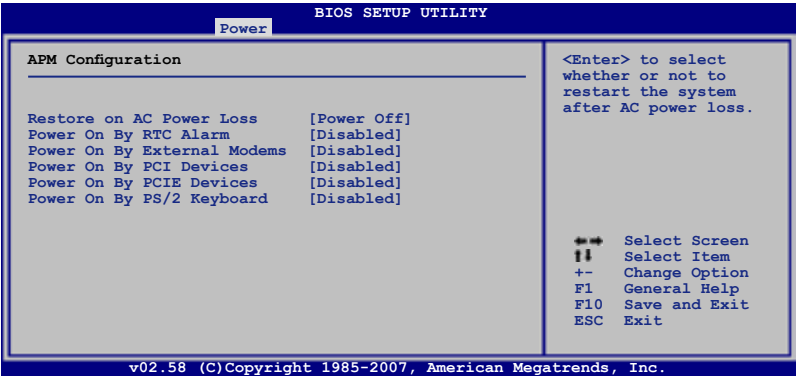 BIOS SETUP UTILITY
Power
APM Configuration
Restore on AC Power Loss [Power Off]
Power On By RTC Alarm [Disabled]
Power On By External Modems [Disabled]
Power On By PCI Devices [Disabled]
Power On By PCIE Devices [Disabled]
Power On By PS/2 Keyboard [Disabled]
<Enter> to select
whether or not to
restart the system
after AC power loss.
←→ Select Screen
↑↓ Select Item
+- Change Option
F1 General Help
F10 Save and Exit
ESC Exit
v02.58 (C)Copyright 1985-2007, American Megatrends, Inc.